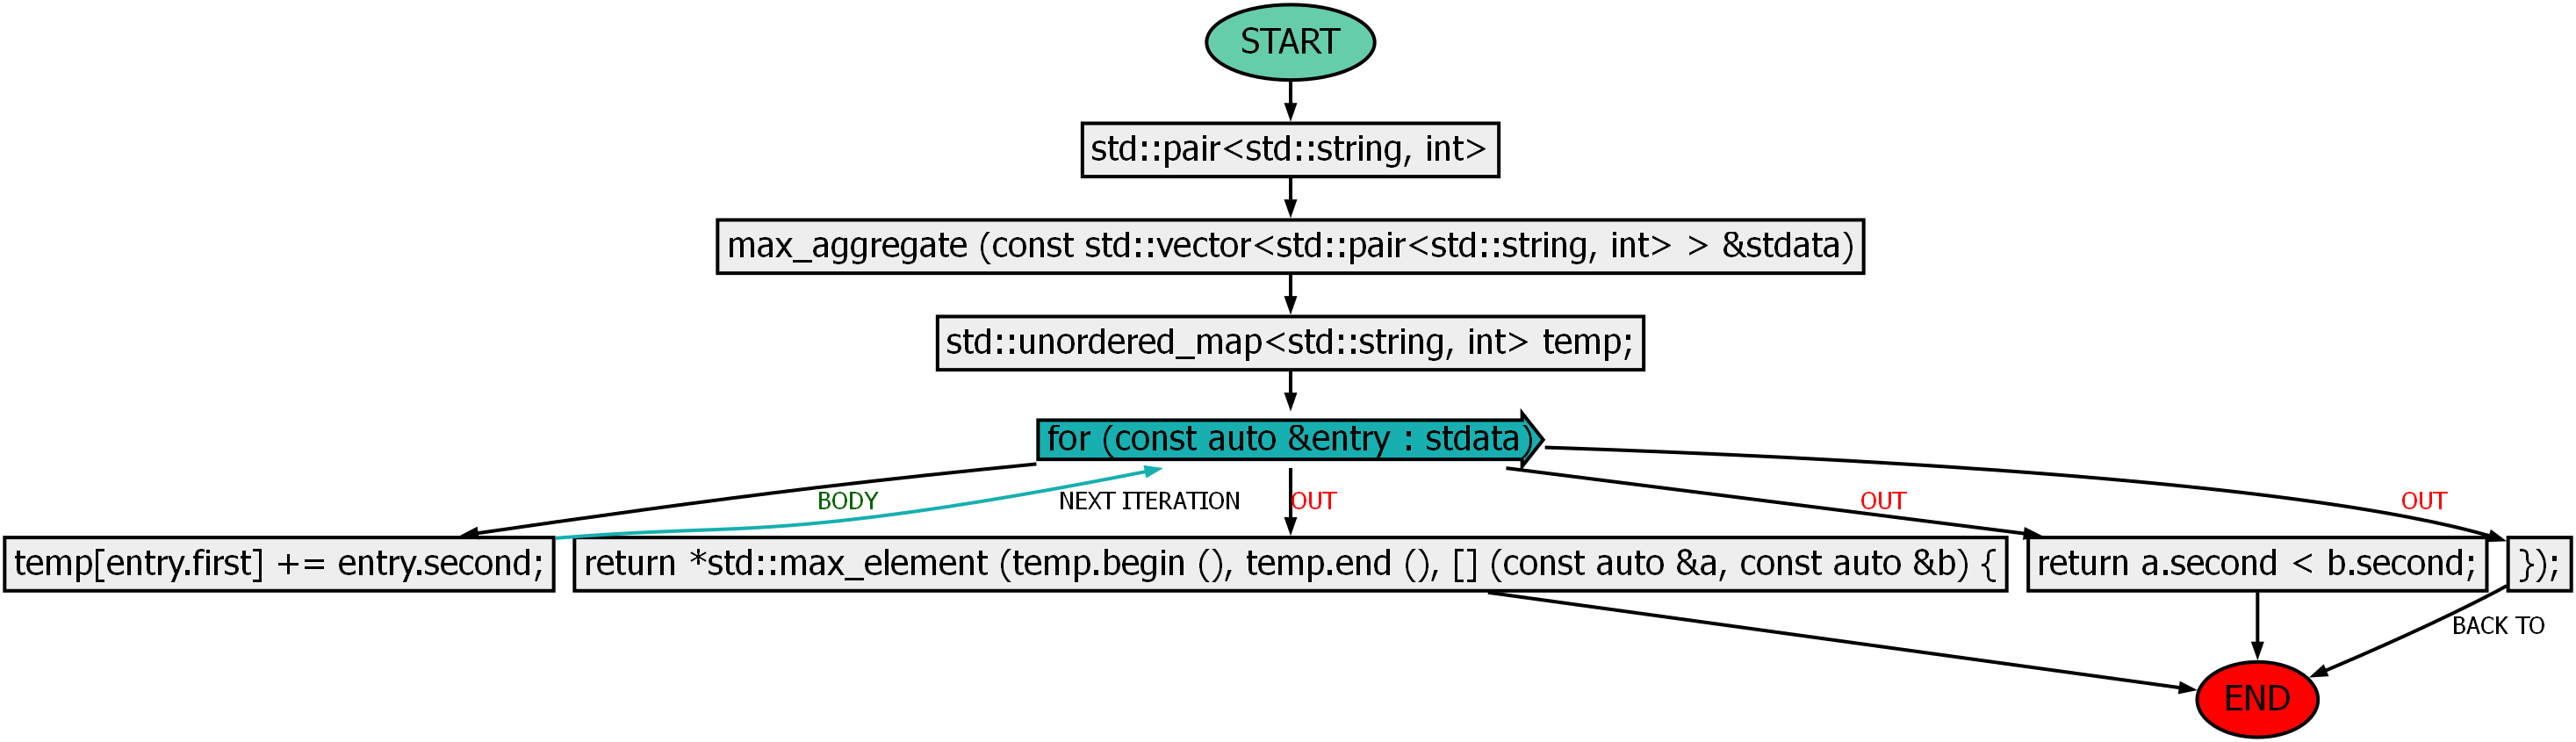 START
std::pair<std::string, int>
max_aggregate (const std::vector<std::pair<std::string, int> > &stdata)
std::unordered_map<std::string, int> temp;
for (const auto &entry : stdata)
BODY
NEXT ITERATION
OUT
OUT
OUT
temp[entry.first] += entry.second;
return *std::max_element (temp.begin (), temp.end (), [] (const auto &a, const auto &b) {
return a.second < b.second;
});
BACK TO
END